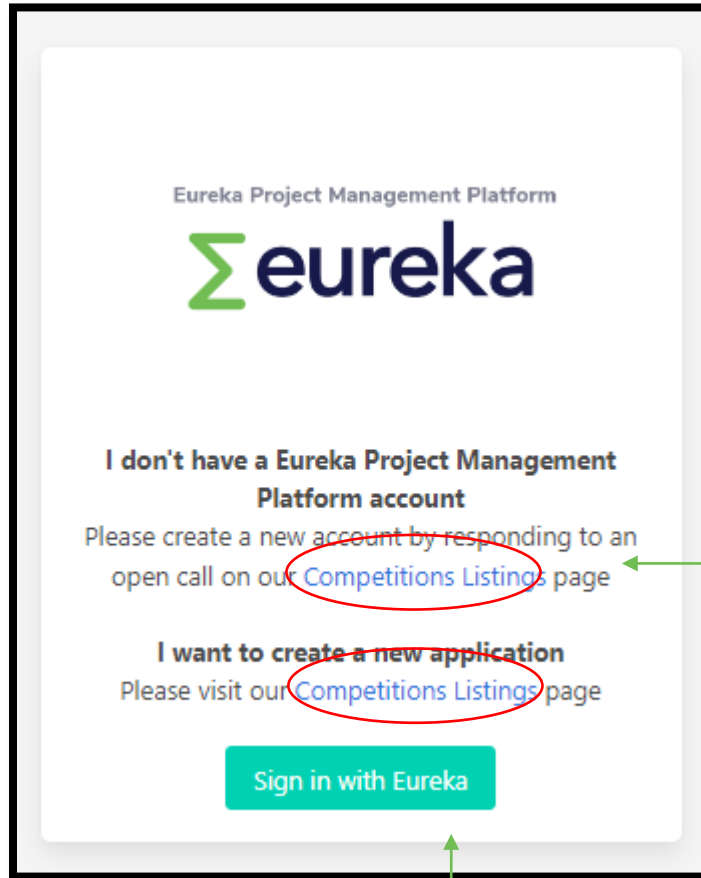 Eureka Project Management Platform
eureka
I don't have a Eureka Project Management
Platform account
Please create a new account by responding to an
open call on our Competitions Listings page
I want to create a new application
Please visit our Competitions Listings page
Sign in with Eureka